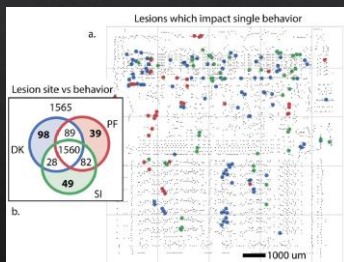 Lesions which impact single behavior
a.
Lesion site vs behavior
1565
98
89
39
PF
DK
1560
28
82
49
SI
b.
1000 um